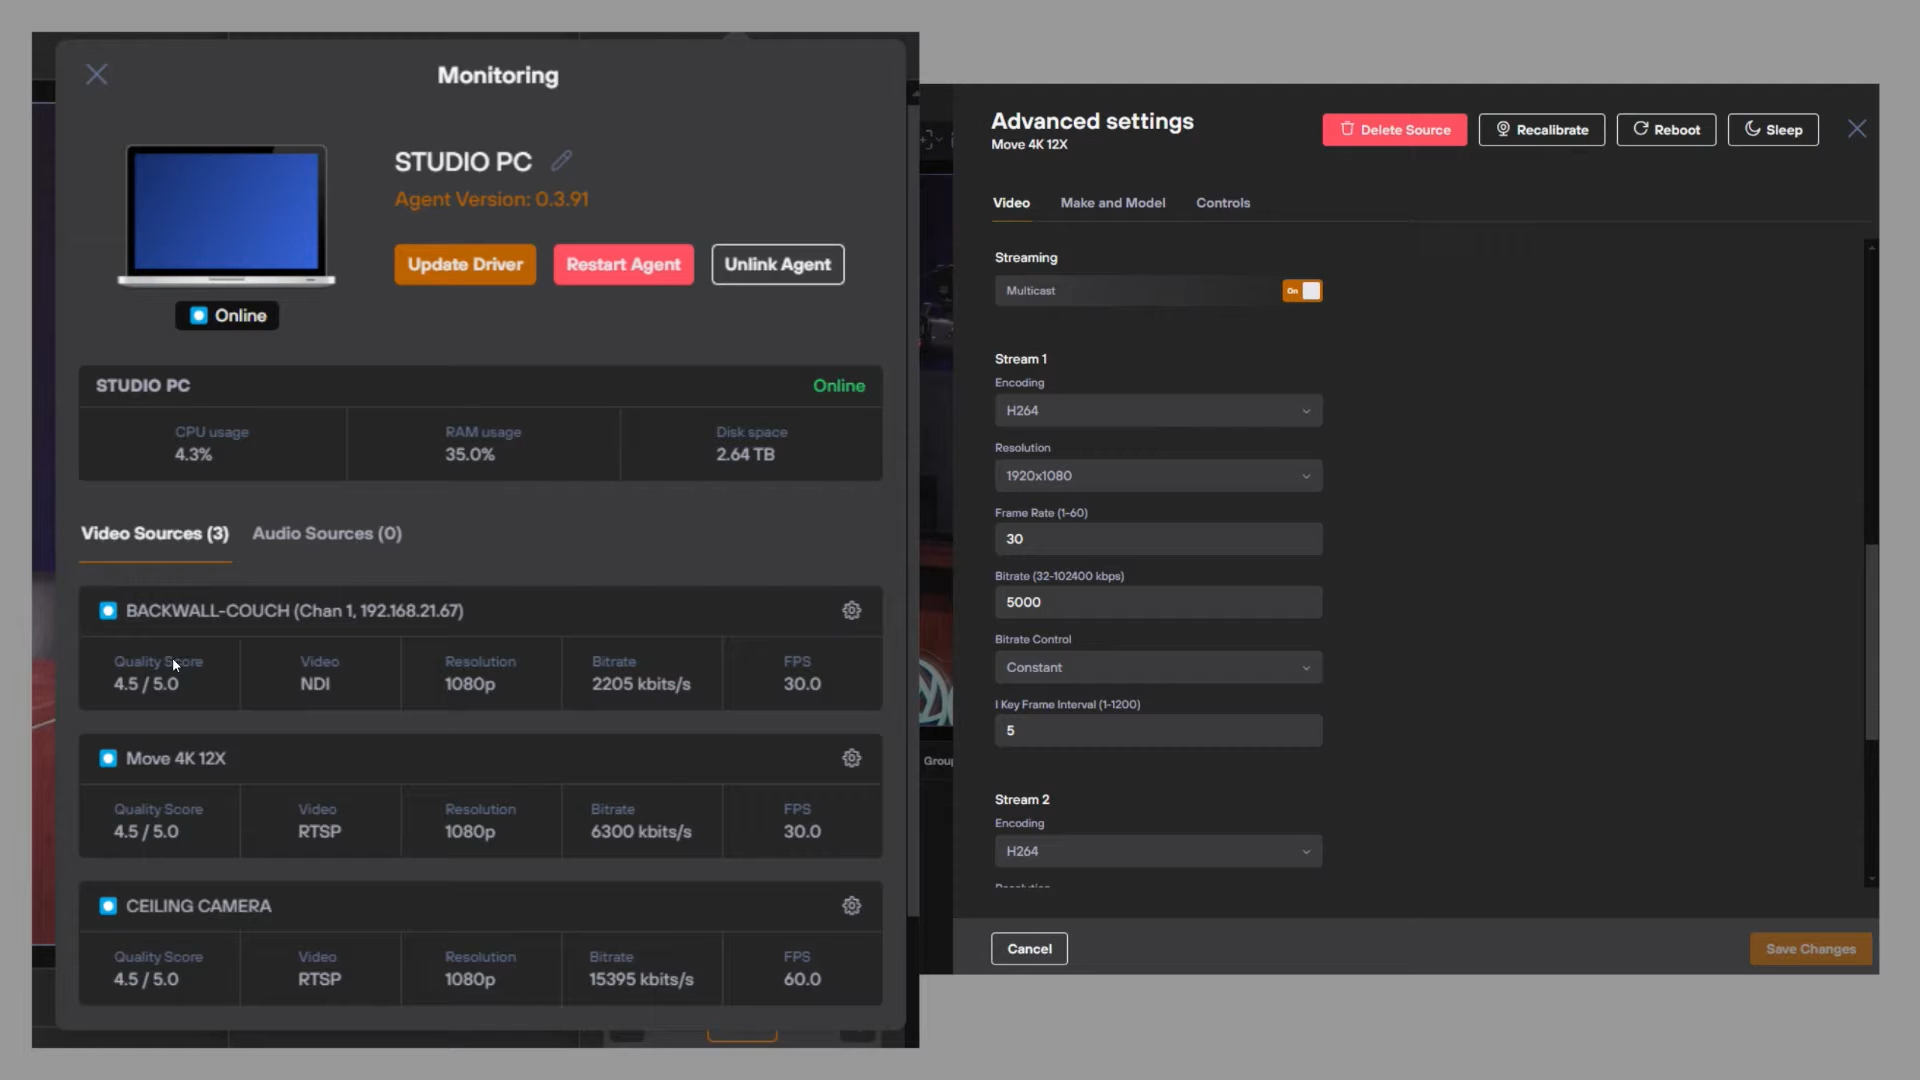 Monitoring
STUDIO PC
Agent Version: 0.3.91
Update Driver
Restart Agent
Unlink Agent
Online
STUDIO PC
Online
CPU usage
4.3%
RAM usage
35.0%
Disk space
2.64 TB
Video Sources (3)
Audio Sources (0)
BACKWALL-COUCH (Chan 1, 192.168.21.67)
Quality Score
4.5 / 5.0
Video
NDI
Resolution
1080p
Bitrate
2205 kbits/s
FPS
30.0
Move 4K 12X
Quality Score
4.5 / 5.0
Video
RTSP
Resolution
1080p
Bitrate
6300 kbits/s
FPS
30.0
CEILING CAMERA
Quality Score
4.5 / 5.0
Video
RTSP
Resolution
1080p
Bitrate
15395 kbits/s
FPS
60.0
Advanced settings
Move 4K 12X
Delete Source
Recalibrate
Reboot
Sleep
Video
Make and Model
Controls
Streaming
Multicast
On
Stream 1
Encoding
H264
Resolution
1920x1080
Frame Rate (1-60)
30
Bitrate (32-102400 kbps)
5000
Bitrate Control
Constant
I Key Frame Interval (1-1200)
5
Stream 2
Encoding
H264
Cancel
Save Changes